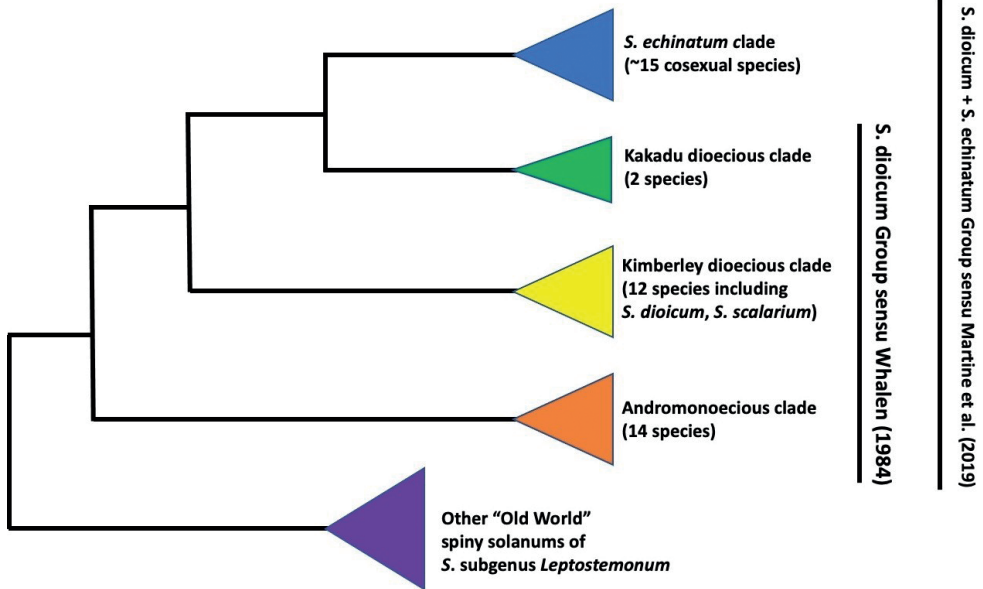 S. echinatum clade
(~15 cosexual species)
Kakadu dioecious clade
(2 species)
Kimberley dioecious clade
(12 species including
S. dioicum, S. scalarium)
Andromonoecious clade
(14 species)
Other “Old World”
spiny solanums of
S. subgenus Leptostemonum
S. dioicum Group sensu Whalen (1984)
S. dioicum + S. echinatum Group sensu Martine et al. (2019)